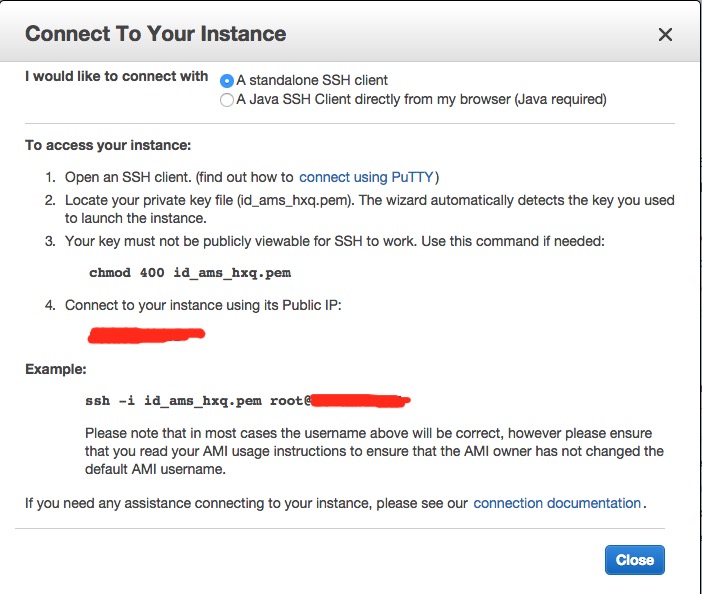 Connect To Your Instance
I would like to connect with
A standalone SSH client
A Java SSH Client directly from my browser (Java required)
To access your instance:
1. Open an SSH client. (find out how to connect using PuTTY)
2. Locate your private key file (id_ams_hxq.pem). The wizard automatically detects the key you used
to launch the instance.
3. Your key must not be publicly viewable for SSH to work. Use this command if needed:
chmod 400 id_ams_hxq.pem
4. Connect to your instance using its Public IP:
Example:
ssh -i id_ams_hxq.pem root@
Please note that in most cases the username above will be correct, however please ensure
that you read your AMI usage instructions to ensure that the AMI owner has not changed the
default AMI username.
If you need any assistance connecting to your instance, please see our connection documentation.
Close